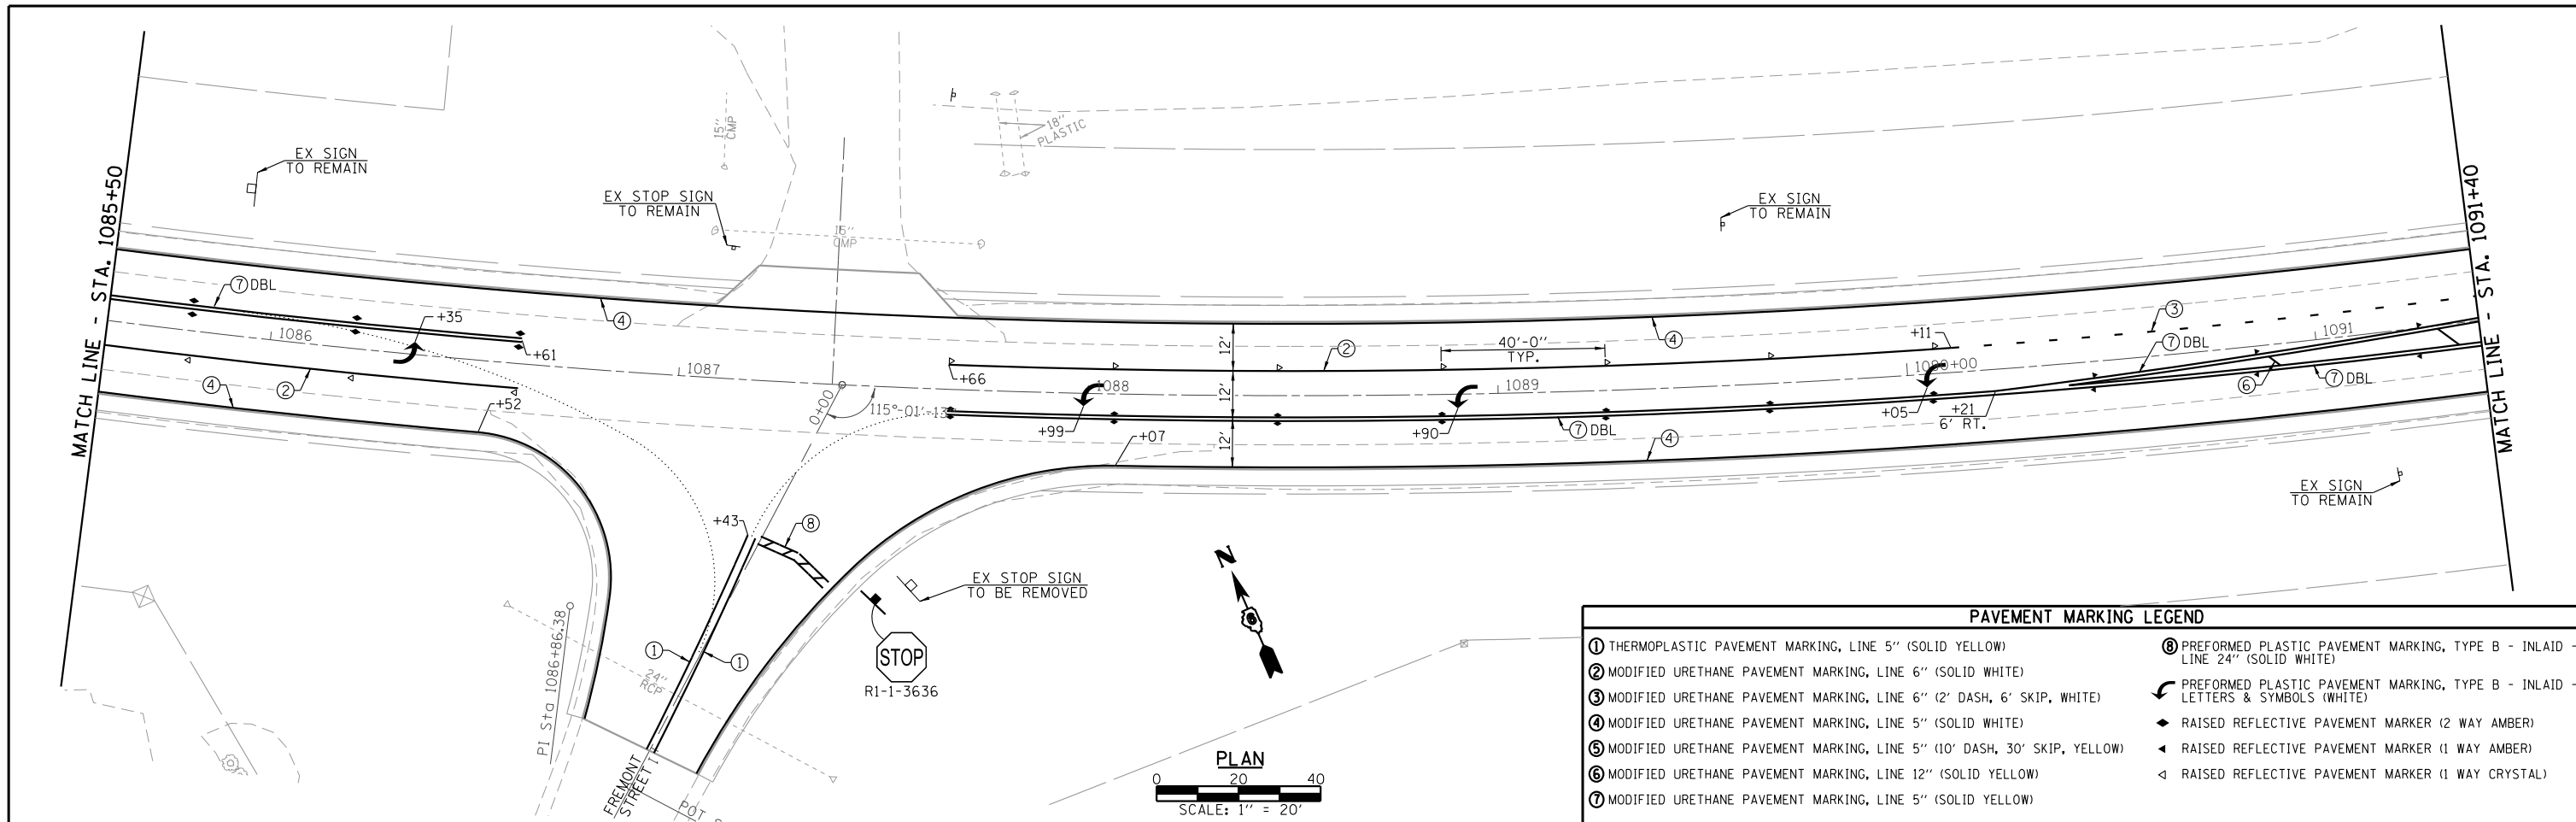 MATCH LINE - STA. 1085+50
EX SIGN
TO REMAIN
EX STOP SIGN
TO REMAIN
15" CMP
18" PLASTIC
15" CMP
EX SIGN
TO REMAIN
MATCH LINE - STA. 1091+40
7 DBL
+35
1086
+61
4
2
4
+52
1087
0+00
115°-01'-13"
+66
1088
12'
12'
12'
2
40'-0"
TYP.
4
1089
+99
+07
+90
7 DBL
4
+11
1090+00
+05
+21
6' RT.
3
7 DBL
1091
6
7 DBL
EX SIGN
TO REMAIN
+43
8
EX STOP SIGN
TO BE REMOVED
STOP
R1-1-3636
1
1
24" RCP
PI Sta 1086+86.38
FREMONT
STREET
POT
N
PLAN
0 20 40
SCALE: 1" = 20'
PAVEMENT MARKING LEGEND
1 THERMOPLASTIC PAVEMENT MARKING, LINE 5" (SOLID YELLOW)
2 MODIFIED URETHANE PAVEMENT MARKING, LINE 6" (SOLID WHITE)
3 MODIFIED URETHANE PAVEMENT MARKING, LINE 6" (2' DASH, 6' SKIP, WHITE)
4 MODIFIED URETHANE PAVEMENT MARKING, LINE 5" (SOLID WHITE)
5 MODIFIED URETHANE PAVEMENT MARKING, LINE 5" (10' DASH, 30' SKIP, YELLOW)
6 MODIFIED URETHANE PAVEMENT MARKING, LINE 12" (SOLID YELLOW)
7 MODIFIED URETHANE PAVEMENT MARKING, LINE 5" (SOLID YELLOW)
8 PREFORMED PLASTIC PAVEMENT MARKING, TYPE B - INLAID -
LINE 24" (SOLID WHITE)
PREFORMED PLASTIC PAVEMENT MARKING, TYPE B - INLAID -
LETTERS & SYMBOLS (WHITE)
RAISED REFLECTIVE PAVEMENT MARKER (2 WAY AMBER)
RAISED REFLECTIVE PAVEMENT MARKER (1 WAY AMBER)
RAISED REFLECTIVE PAVEMENT MARKER (1 WAY CRYSTAL)